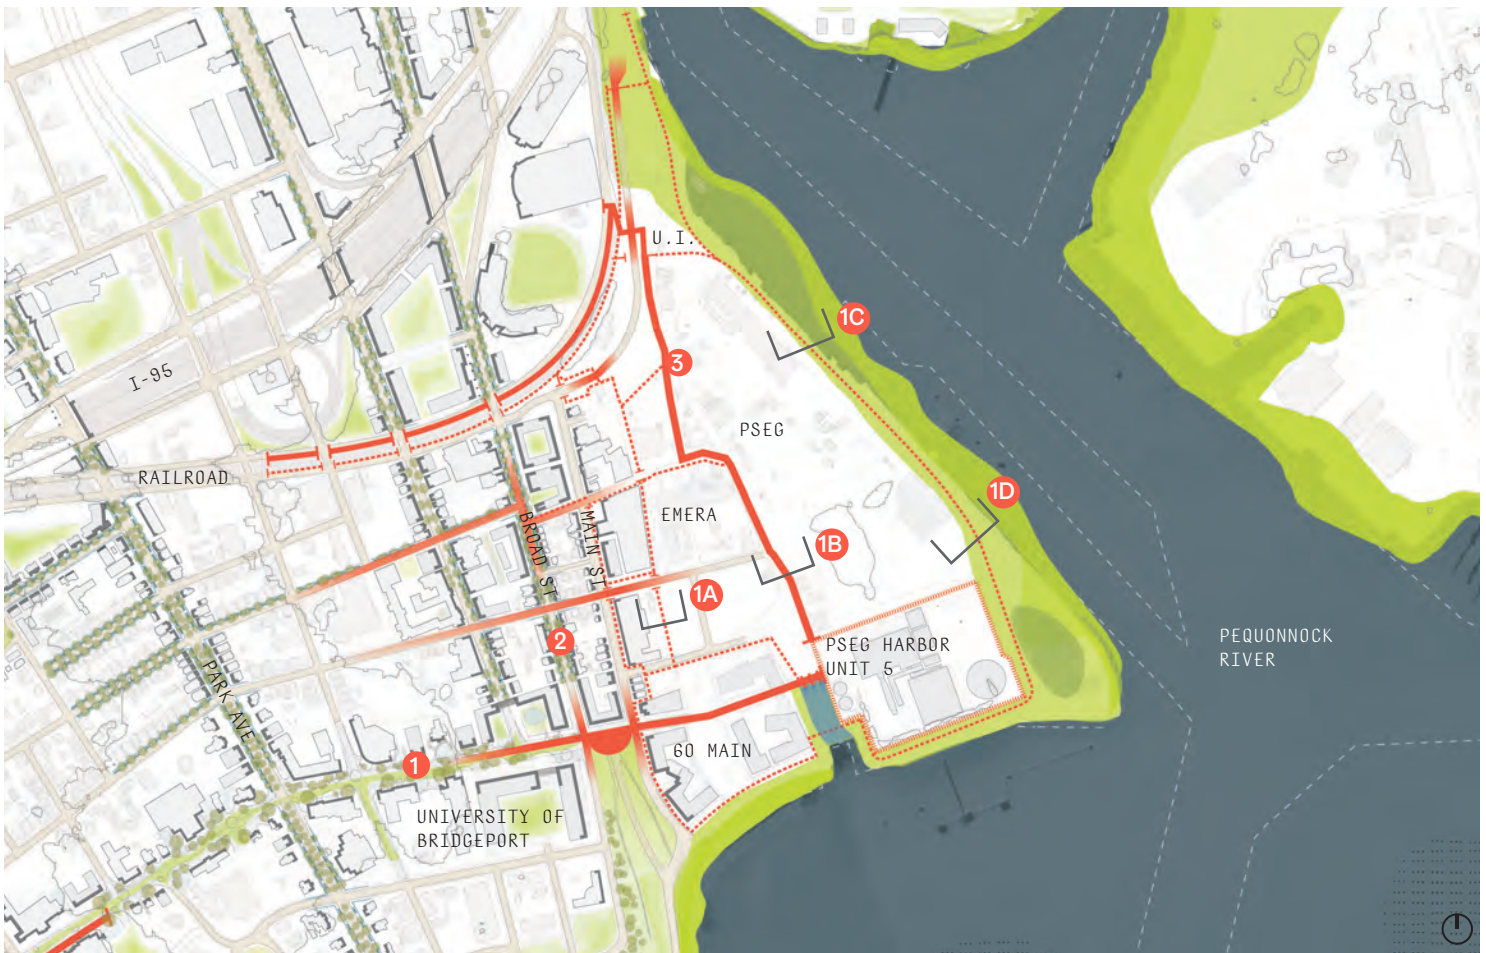 U.I.
1C
I-95
3
PSEG
RAILROAD
1D
EMERA
BROAD ST
MAIN ST
1B
1A
2
PSEG HARBOR
UNIT 5
PEQUONNOCK
RIVER
PARK AVE
60 MAIN
1
UNIVERSITY OF
BRIDGEPORT